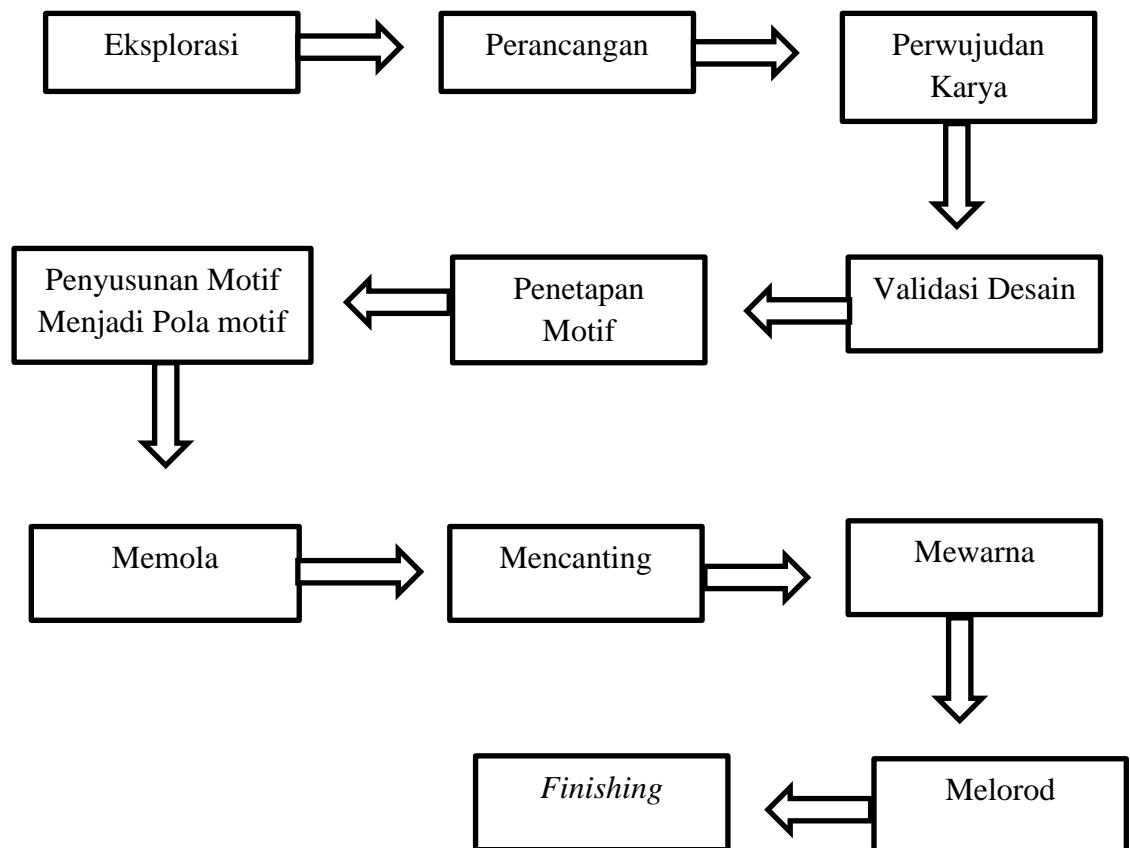 Eksplorasi
Perancangan
Perwujudan
Karya
Validasi Desain
Penetapan
Motif
Penyusunan Motif
Menjadi Pola motif
Memola
Mencanting
Mewarna
Melorod
Finishing